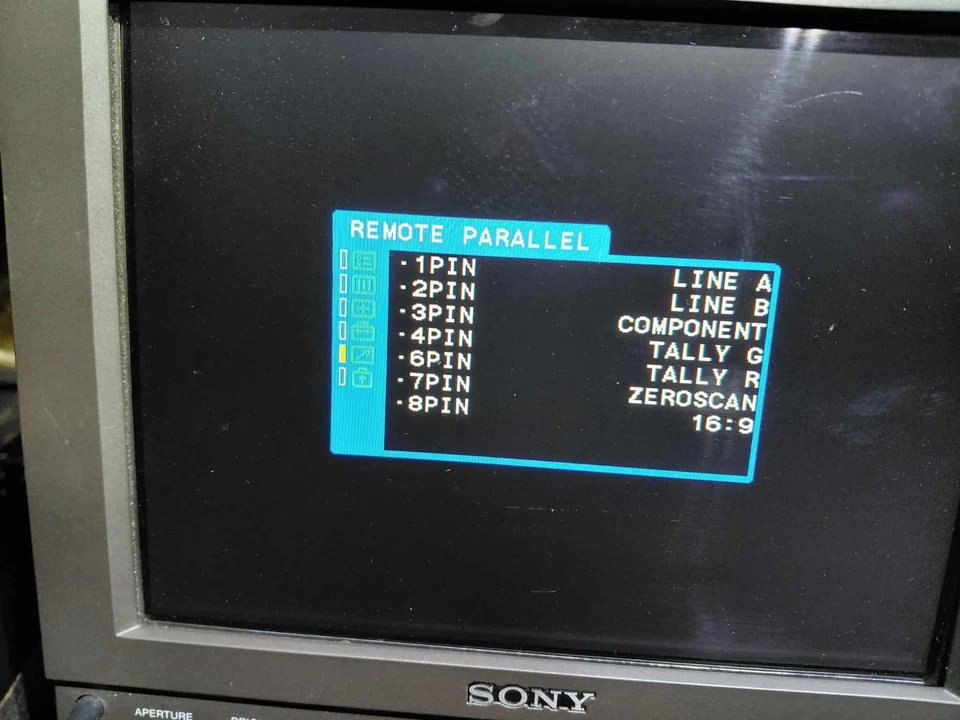 REMOTE PARALLEL
·1PIN LINE A
·2PIN LINE B
·3PIN COMPONENT
·4PIN TALLY G
·6PIN TALLY R
·7PIN ZEROSCAN
·8PIN 16:9
SONY
APERTURE